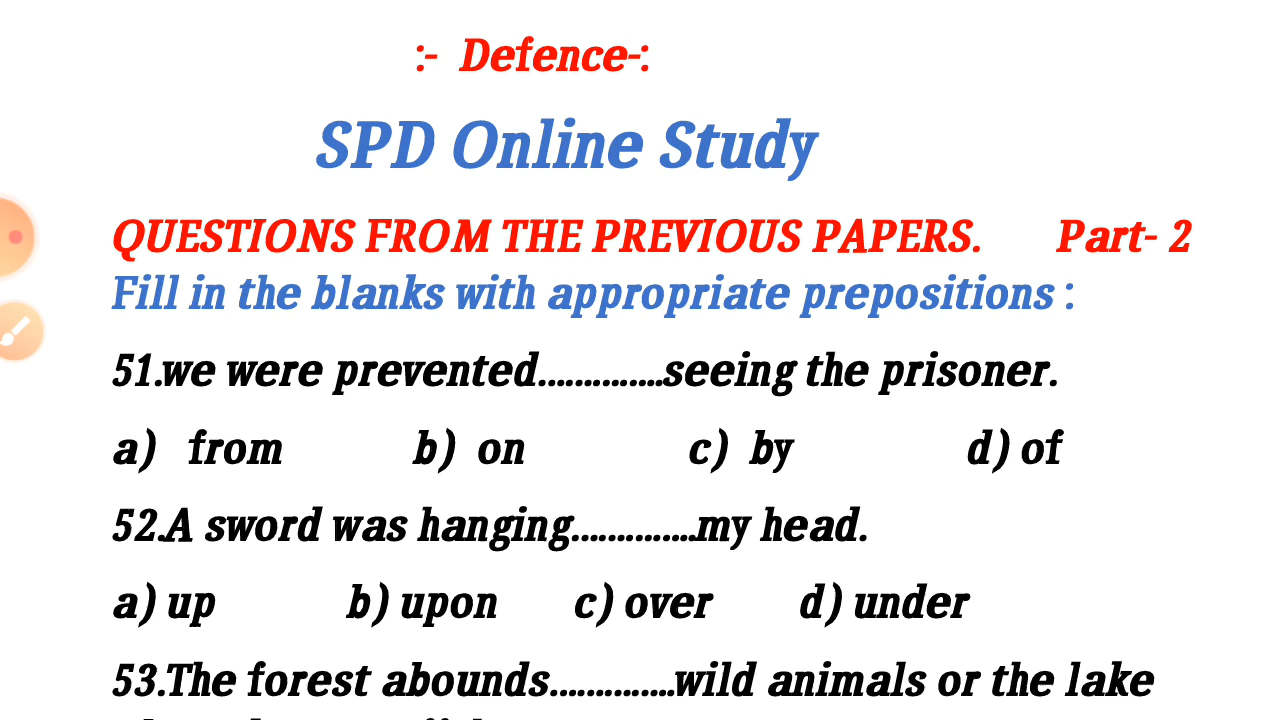 :- Defence-:
SPD Online Study
QUESTIONS FROM THE PREVIOUS PAPERS. Part- 2
Fill in the blanks with appropriate prepositions :
51.we were prevented..............seeing the prisoner.
a) from b) on c) by d) of
52.A sword was hanging..............my head.
a) up b) upon c) over d) under
53.The forest abounds..............wild animals or the lake